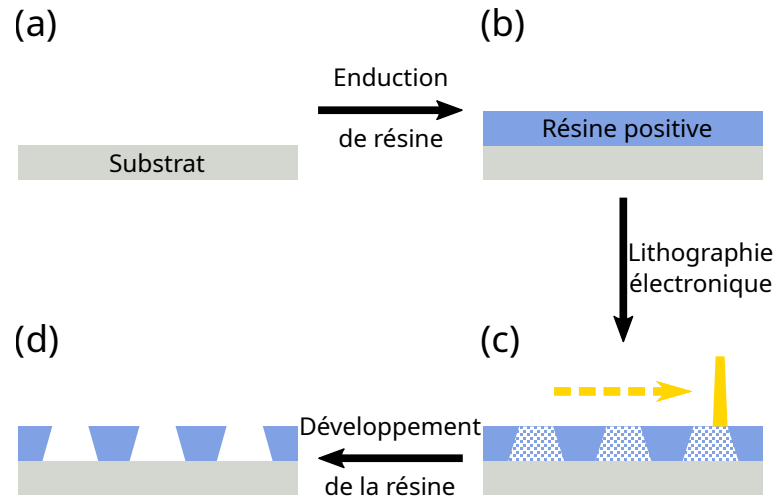 (a)
Enduction
de résine
Substrat
(b)
Résine positive
Lithographie
électronique
(c)
Développement
de la résine
(d)